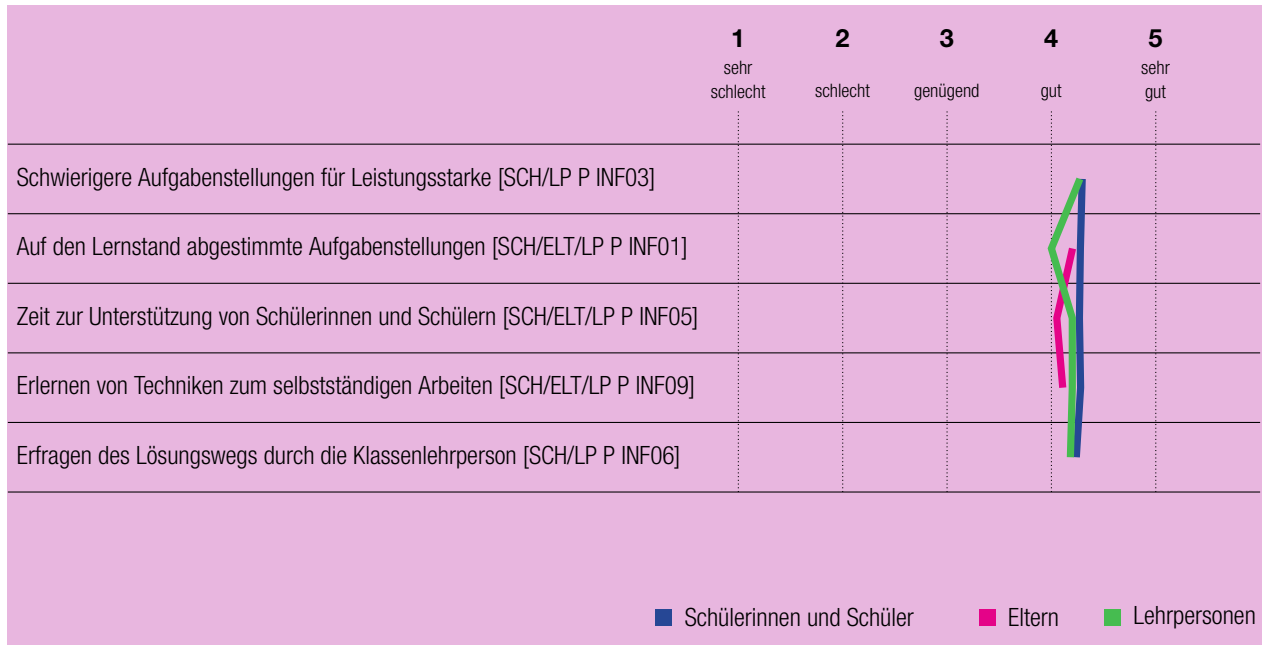 1 2 3 4 5
sehr schlecht schlecht genügend gut sehr gut
Schwierigere Aufgabenstellungen für Leistungsstarke [SCH/LP P INF03]
Auf den Lernstand abgestimmte Aufgabenstellungen [SCH/ELT/LP P INF01]
Zeit zur Unterstützung von Schülerinnen und Schülern [SCH/ELT/LP P INF05]
Erlernen von Techniken zum selbstständigen Arbeiten [SCH/ELT/LP P INF09]
Erfragen des Lösungswegs durch die Klassenlehrperson [SCH/LP P INF06]
Schülerinnen und Schüler Eltern Lehrpersonen